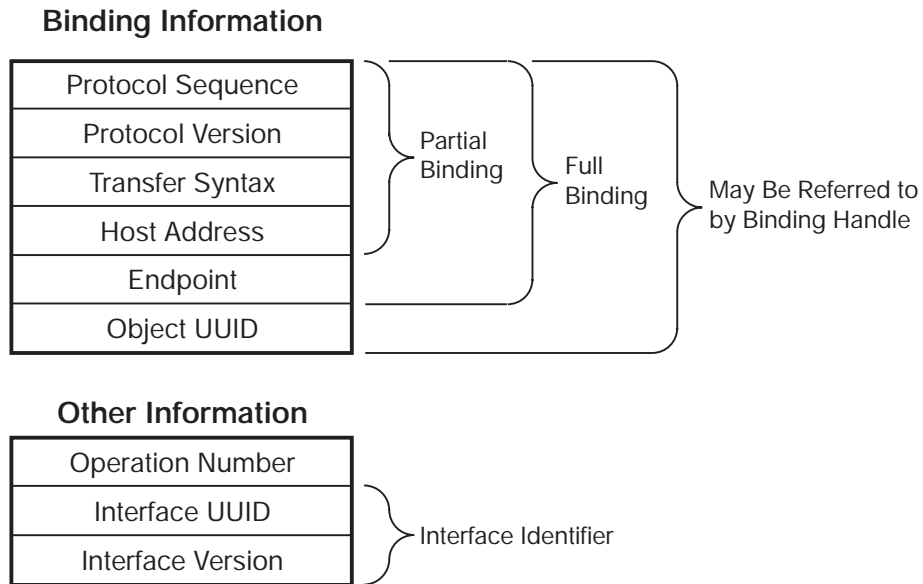 Binding Information
Protocol Sequence
Protocol Version
Transfer Syntax
Host Address
Endpoint
Object UUID
Partial
Binding
Full
Binding
May Be Referred to
by Binding Handle
Other Information
Operation Number
Interface UUID
Interface Version
Interface Identifier